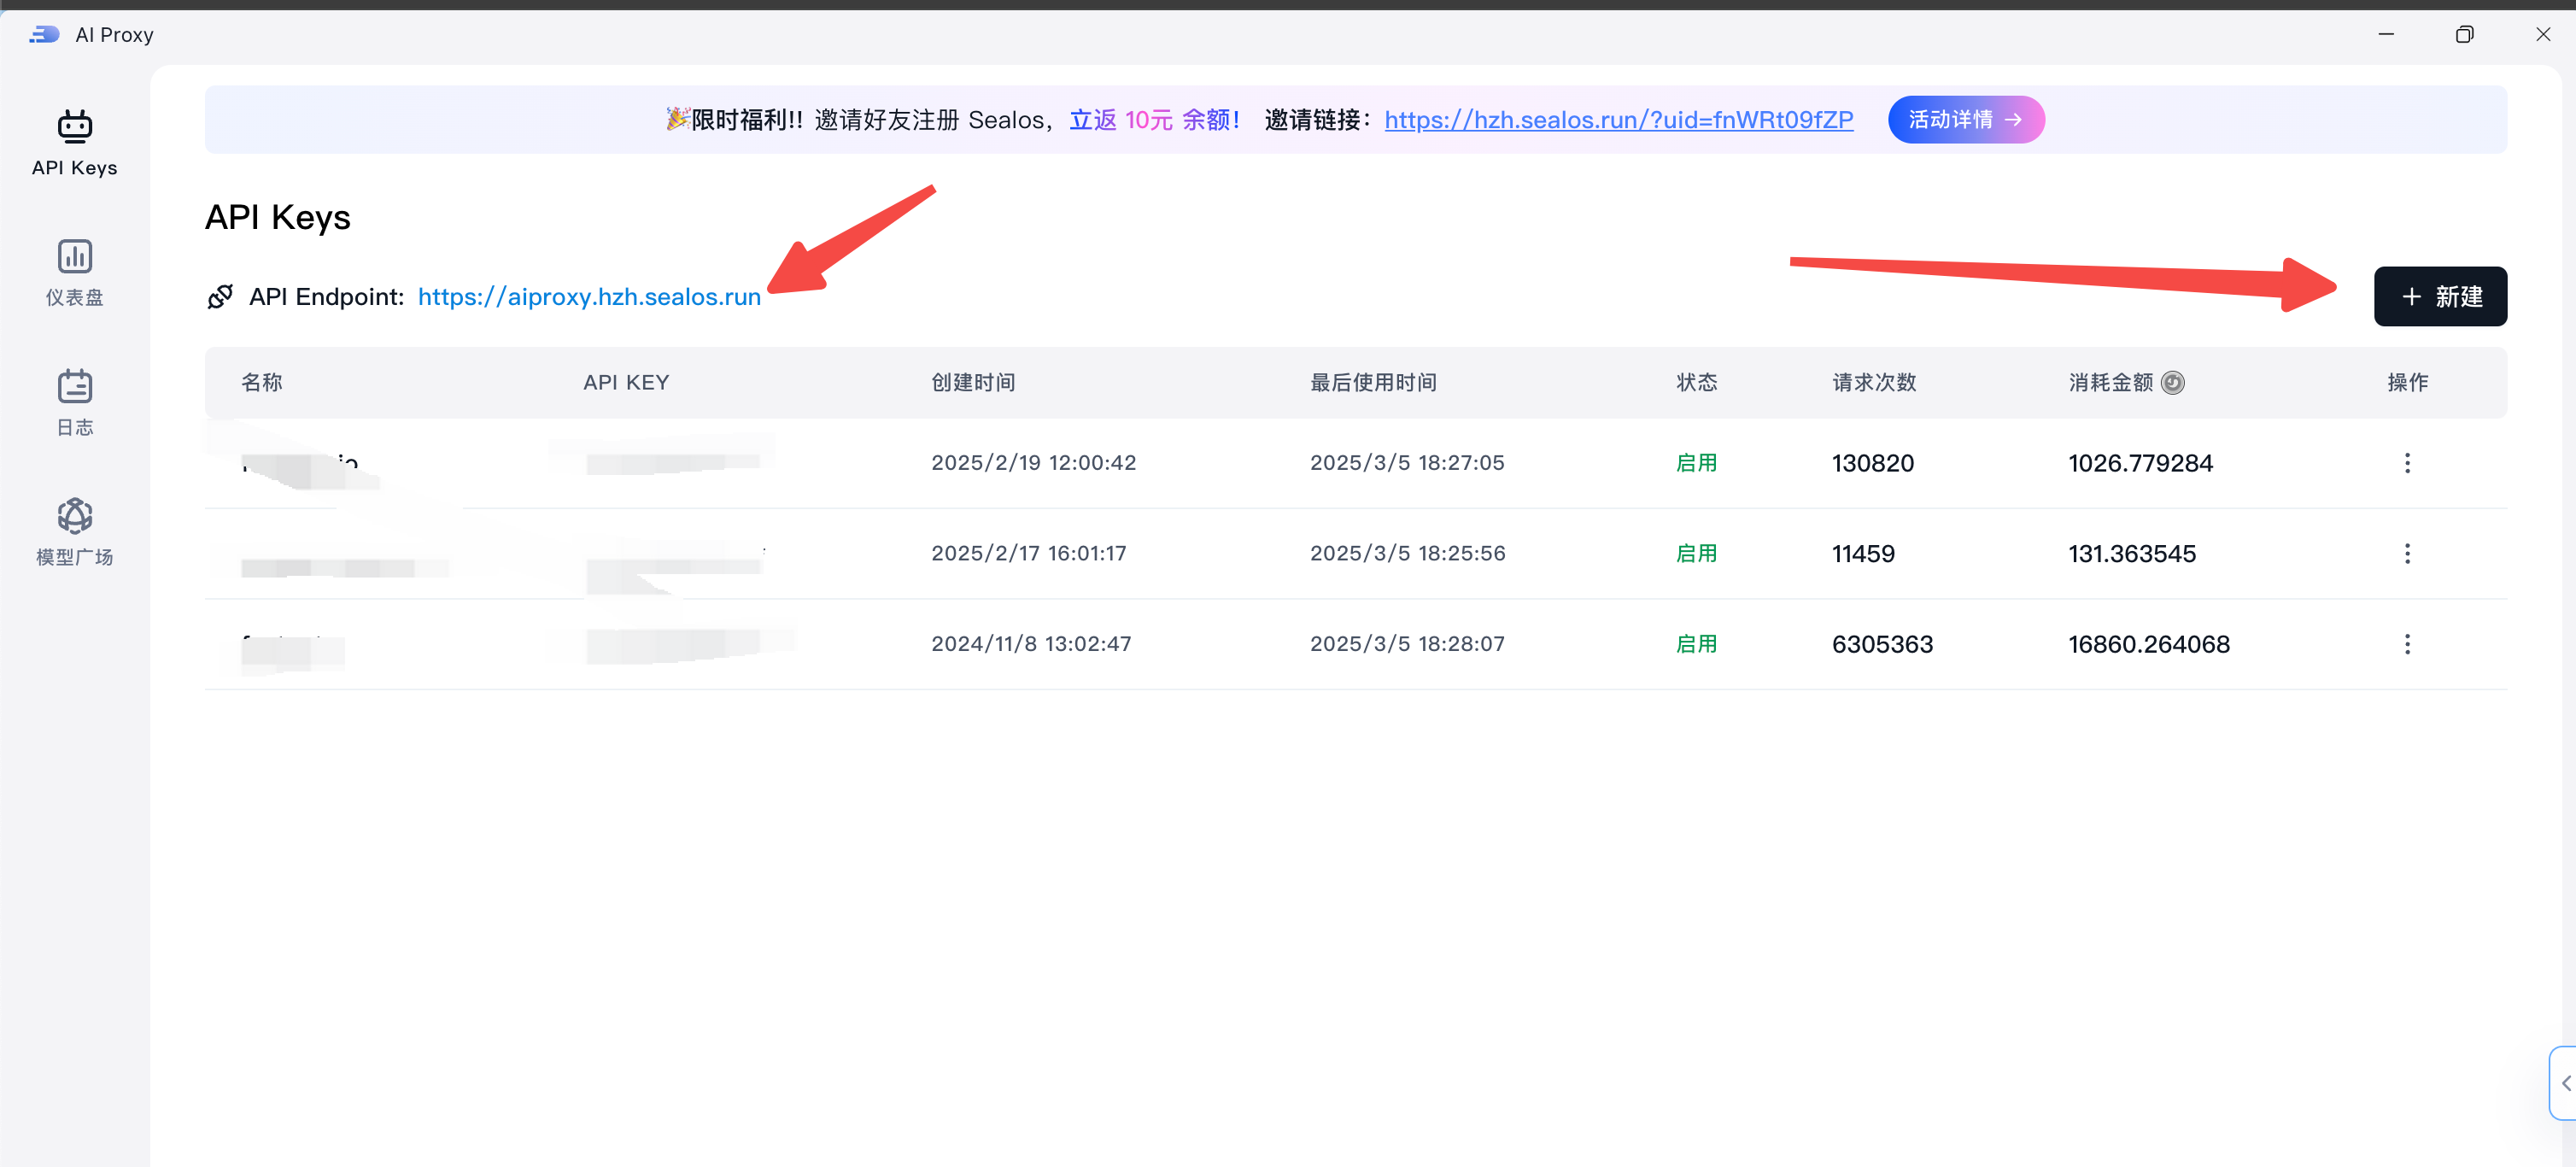 AI Proxy
🎉限时福利!! 邀请好友注册 Sealos，立返 10元 余额！ 邀请链接：https://hzh.sealos.run/?uid=fnWRt09fZP 活动详情 →
API Keys
仪表盘
日志
模型广场
API Keys
API Endpoint: https://aiproxy.hzh.sealos.run
+ 新建
名称 API KEY 创建时间 最后使用时间 状态 请求次数 消耗金额 操作
2025/2/19 12:00:42 2025/3/5 18:27:05 启用 130820 1026.779284
2025/2/17 16:01:17 2025/3/5 18:25:56 启用 11459 131.363545
2024/11/8 13:02:47 2025/3/5 18:28:07 启用 6305363 16860.264068